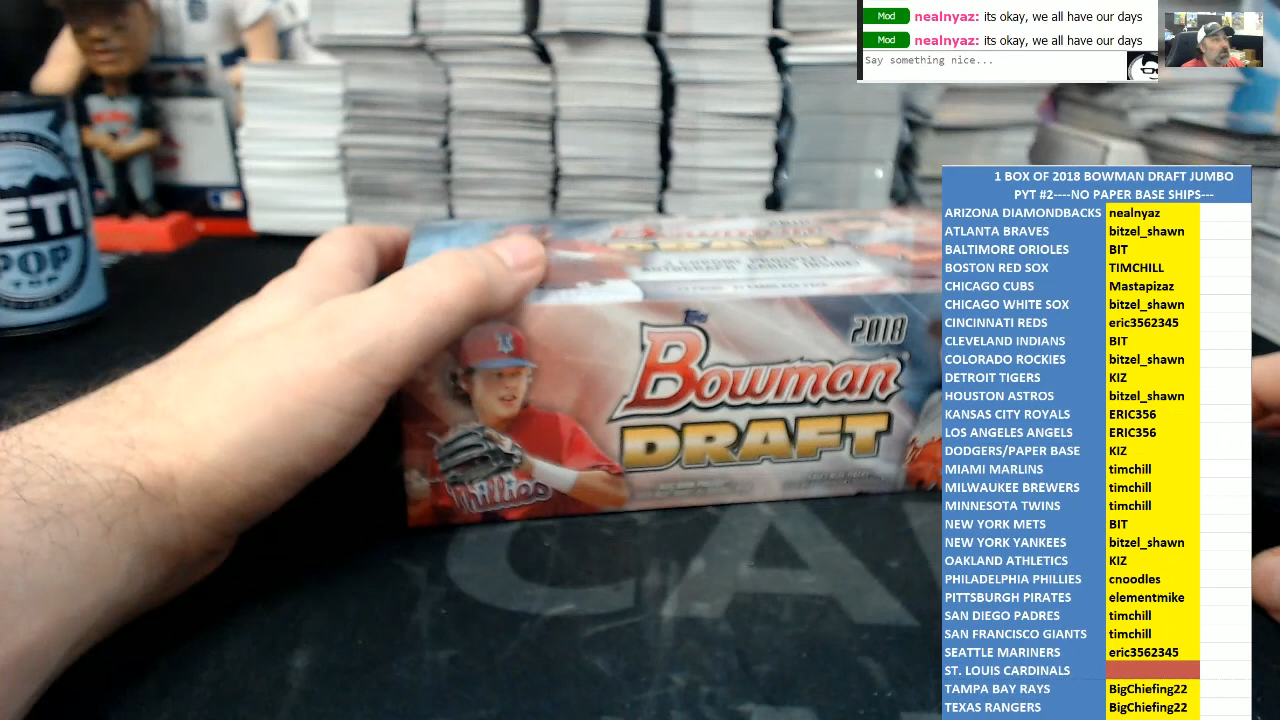 Mod nealnyaz: its okay, we all have our days
Mod nealnyaz: its okay, we all have our days
Say something nice...
YETI
POP
1 BOX OF 2018 BOWMAN DRAFT JUMBO
PYT #2----NO PAPER BASE SHIPS---
ARIZONA DIAMONDBACKS nealnyaz
ATLANTA BRAVES bitzel_shawn
BALTIMORE ORIOLES BIT
BOSTON RED SOX TIMCHILL
CHICAGO CUBS Mastapizaz
CHICAGO WHITE SOX bitzel_shawn
CINCINNATI REDS eric3562345
CLEVELAND INDIANS BIT
COLORADO ROCKIES bitzel_shawn
DETROIT TIGERS KIZ
HOUSTON ASTROS bitzel_shawn
KANSAS CITY ROYALS ERIC356
LOS ANGELES ANGELS ERIC356
DODGERS/PAPER BASE KIZ
MIAMI MARLINS timchill
MILWAUKEE BREWERS timchill
MINNESOTA TWINS timchill
NEW YORK METS BIT
NEW YORK YANKEES bitzel_shawn
OAKLAND ATHLETICS KIZ
PHILADELPHIA PHILLIES cnoodles
PITTSBURGH PIRATES elementmike
SAN DIEGO PADRES timchill
SAN FRANCISCO GIANTS timchill
SEATTLE MARINERS eric3562345
ST. LOUIS CARDINALS
TAMPA BAY RAYS BigChiefing22
TEXAS RANGERS BigChiefing22
Topps
2018
Bowman
DRAFT
Phillies
CA